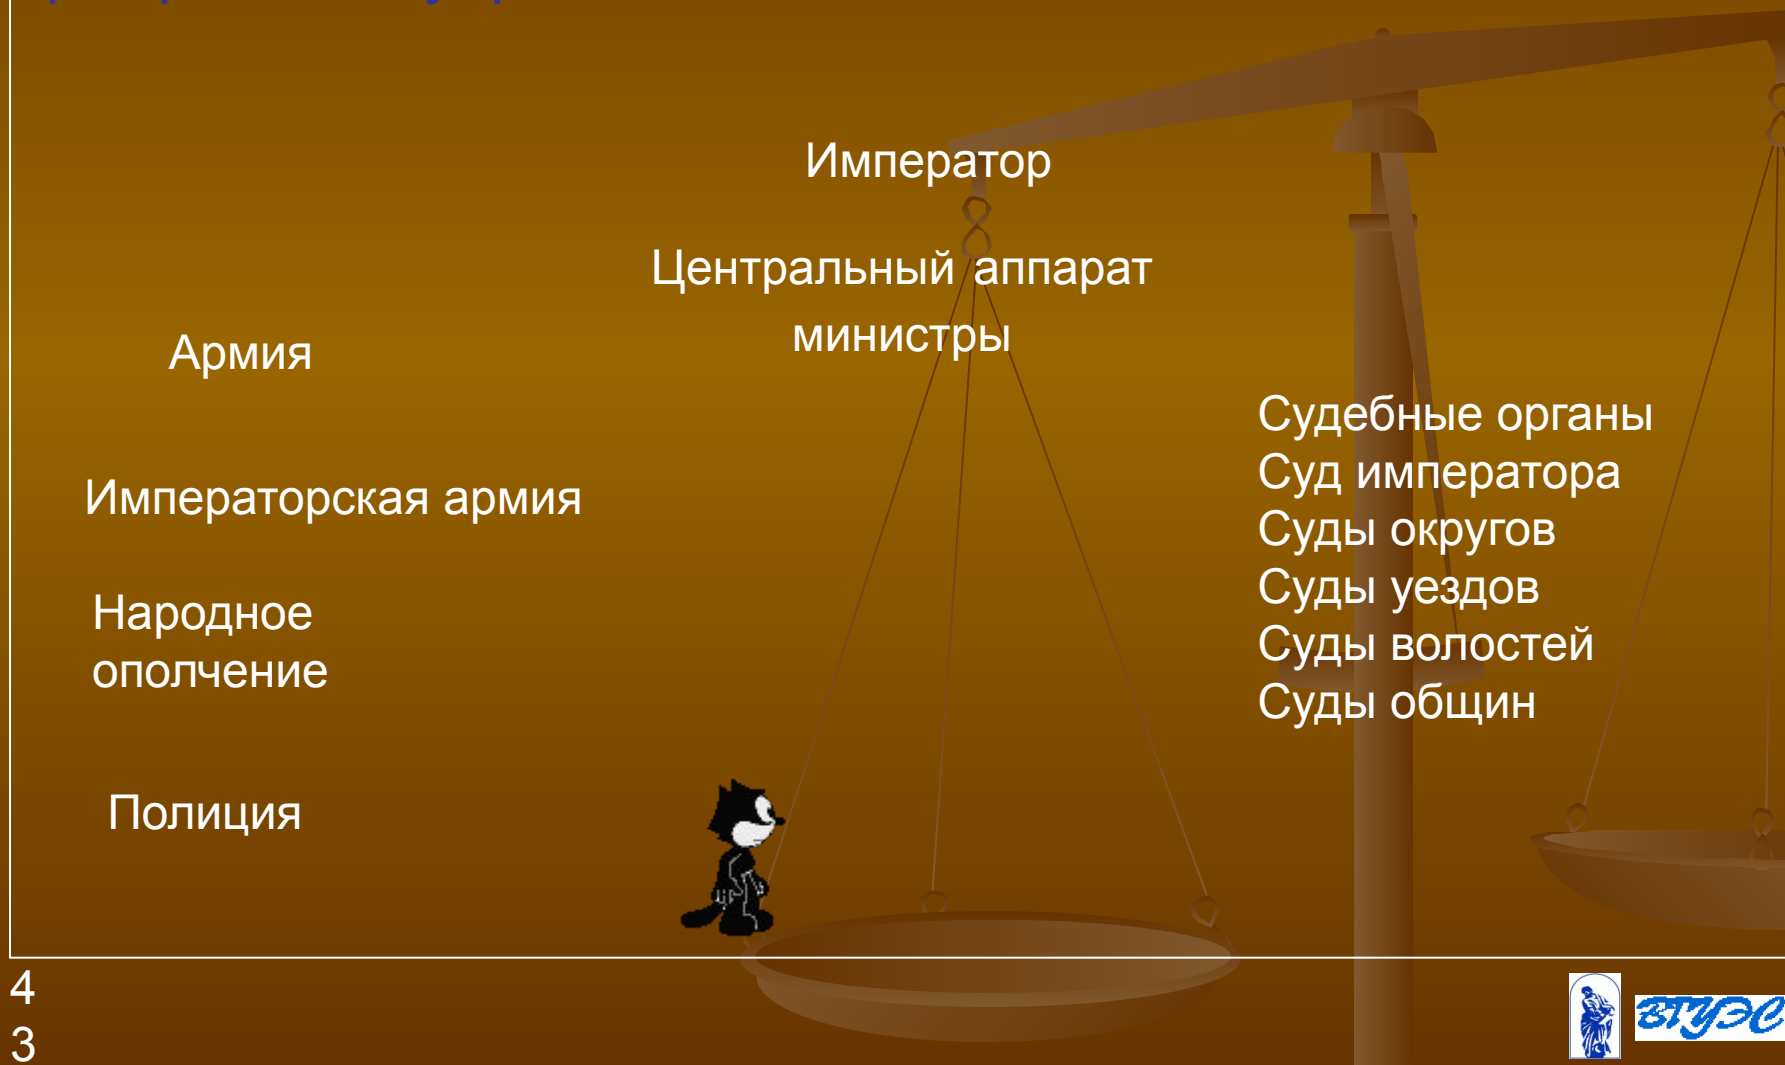 Император
Центральный аппарат
министры
Армия
Императорская армия
Народное
ополчение
Полиция
Судебные органы
Суд императора
Суды округов
Суды уездов
Суды волостей
Суды общин
4
3
ВГУЭС